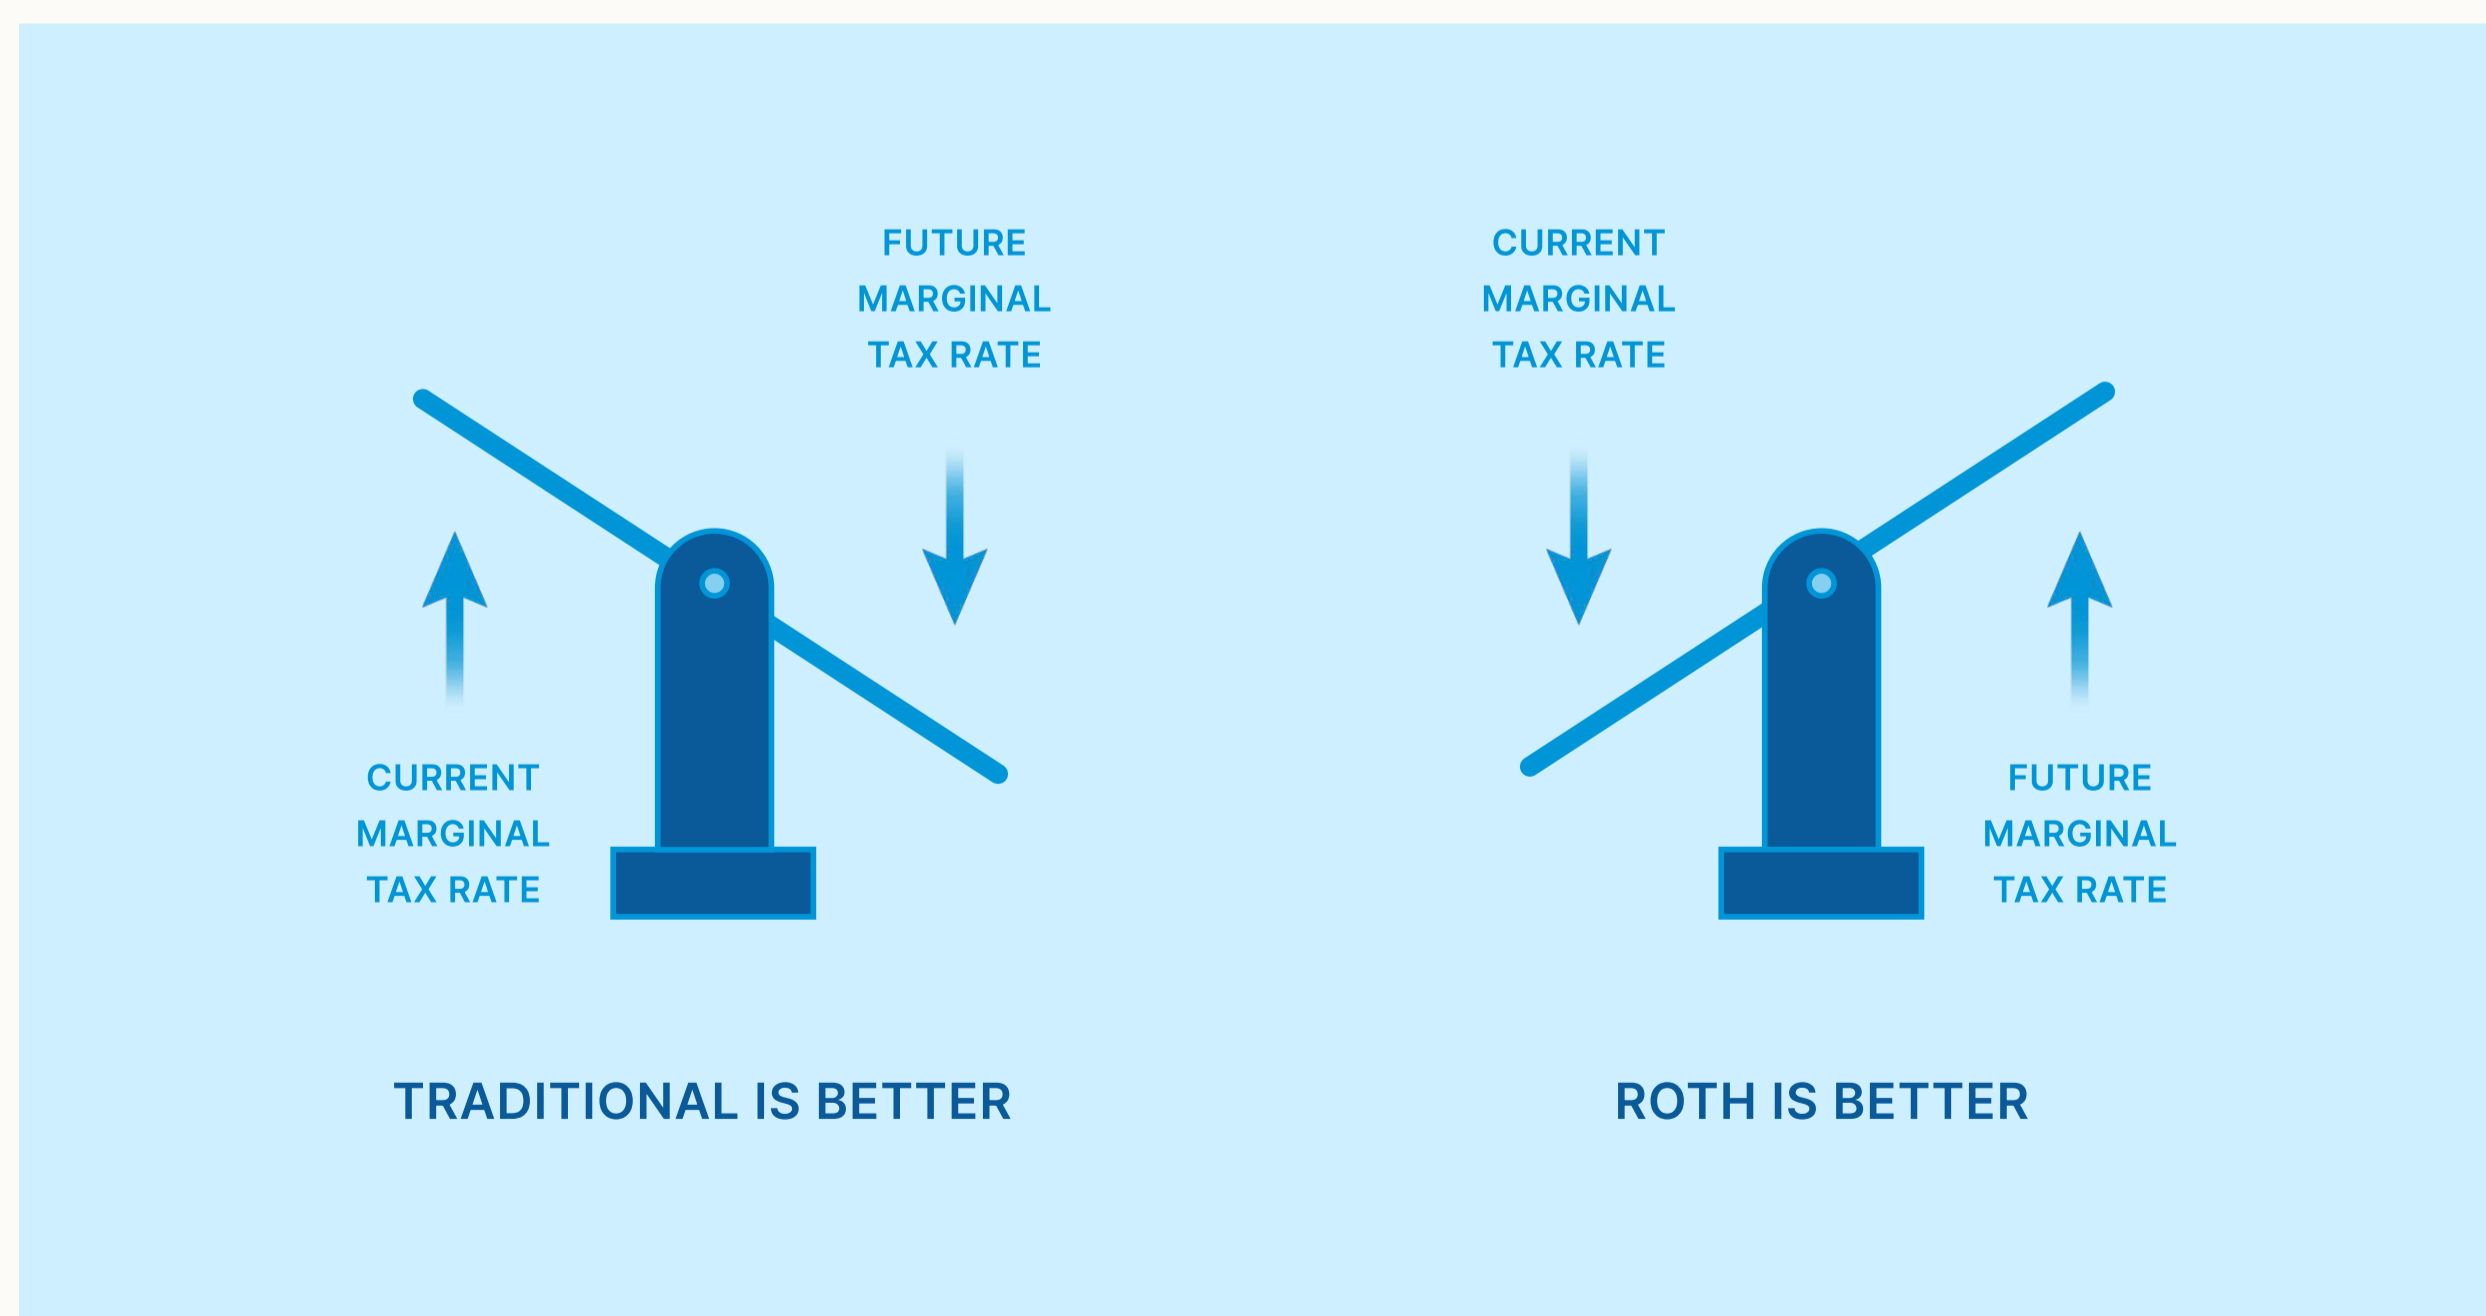 FUTURE
MARGINAL
TAX RATE
CURRENT
MARGINAL
TAX RATE
TRADITIONAL IS BETTER
CURRENT
MARGINAL
TAX RATE
FUTURE
MARGINAL
TAX RATE
ROTH IS BETTER